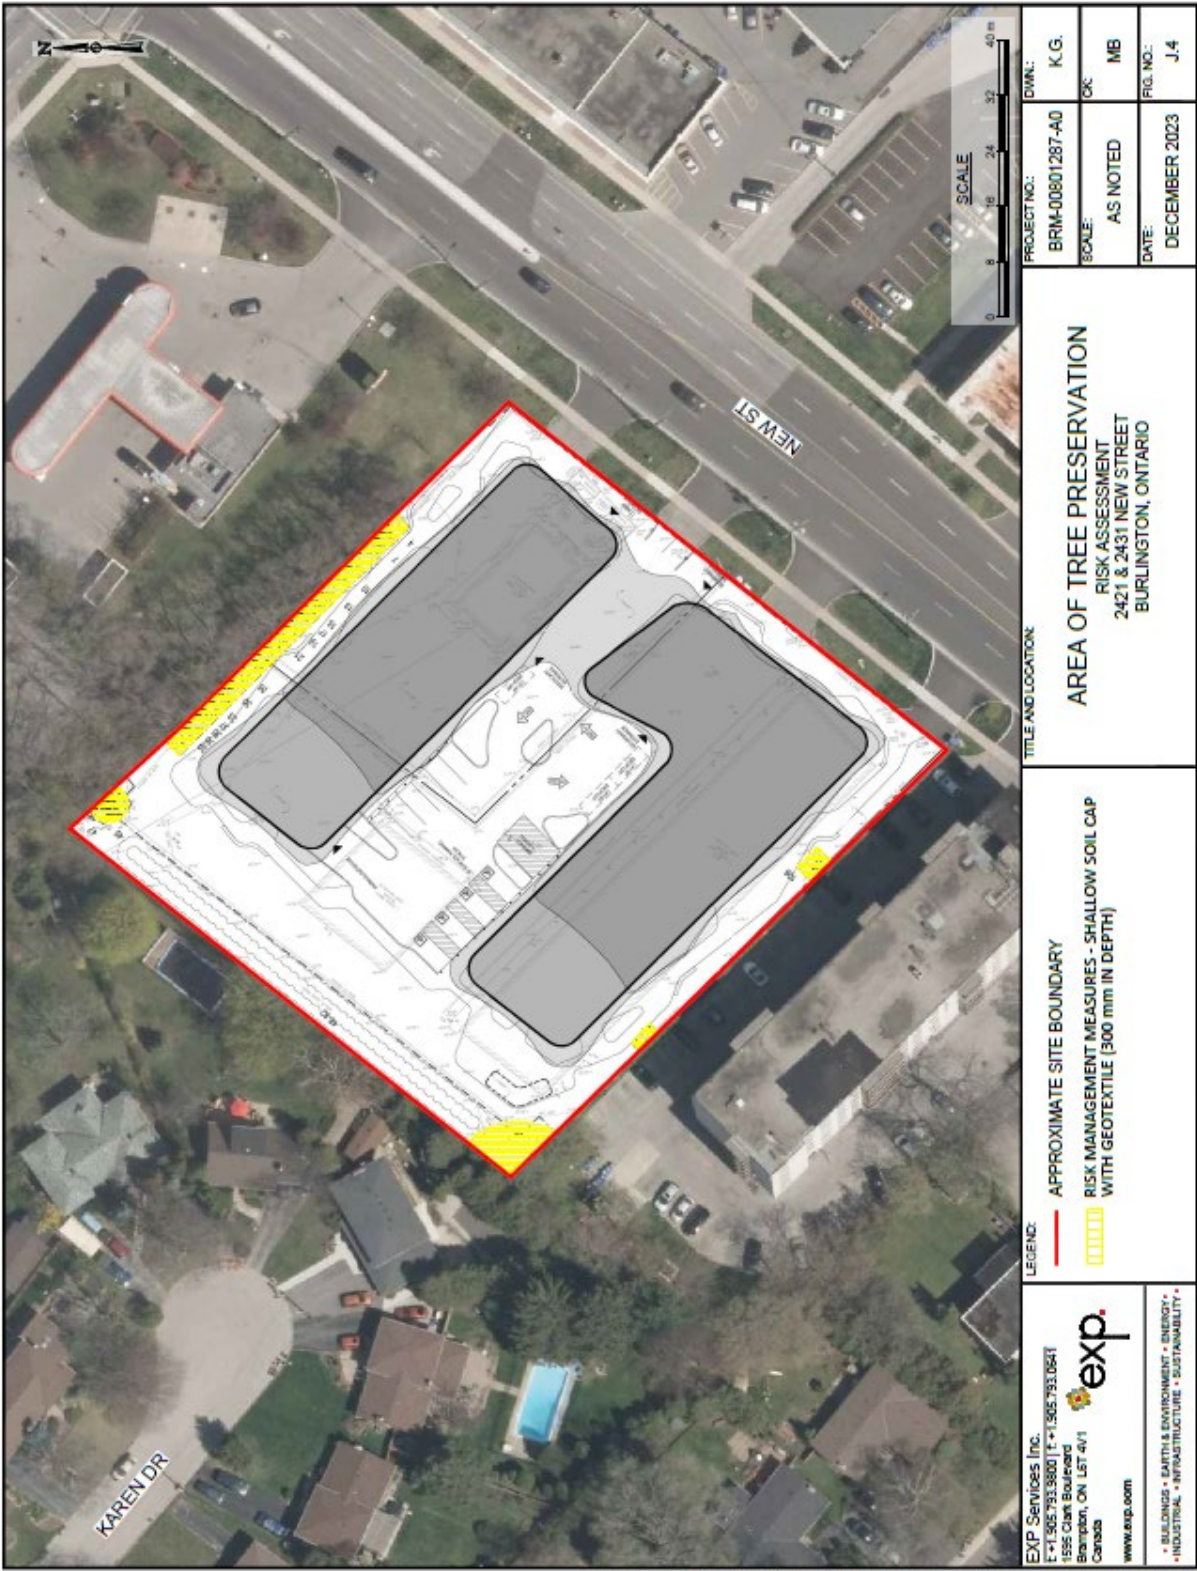 N
KAREN DR
NEW ST
SCALE
0 8 16 24 32 40 m
EXP Services Inc.
t: +1.905.793.9800 | f: +1.905.793.0641
1595 Clark Boulevard
Brampton, ON L6T 4V1
Canada
www.exp.com
exp.
• BUILDINGS • EARTH & ENVIRONMENT • ENERGY •
• INDUSTRIAL • INFRASTRUCTURE • SUSTAINABILITY •
LEGEND:
APPROXIMATE SITE BOUNDARY
RISK MANAGEMENT MEASURES - SHALLOW SOIL CAP
WITH GEOTEXTILE (300 mm IN DEPTH)
TITLE AND LOCATION:
AREA OF TREE PRESERVATION
RISK ASSESSMENT
2421 & 2431 NEW STREET
BURLINGTON, ONTARIO
PROJECT NO.:
BRM-00801287-A0
DWN.:
K.G.
SCALE:
AS NOTED
CK:
MB
DATE:
DECEMBER 2023
FIG. NO.:
J.4